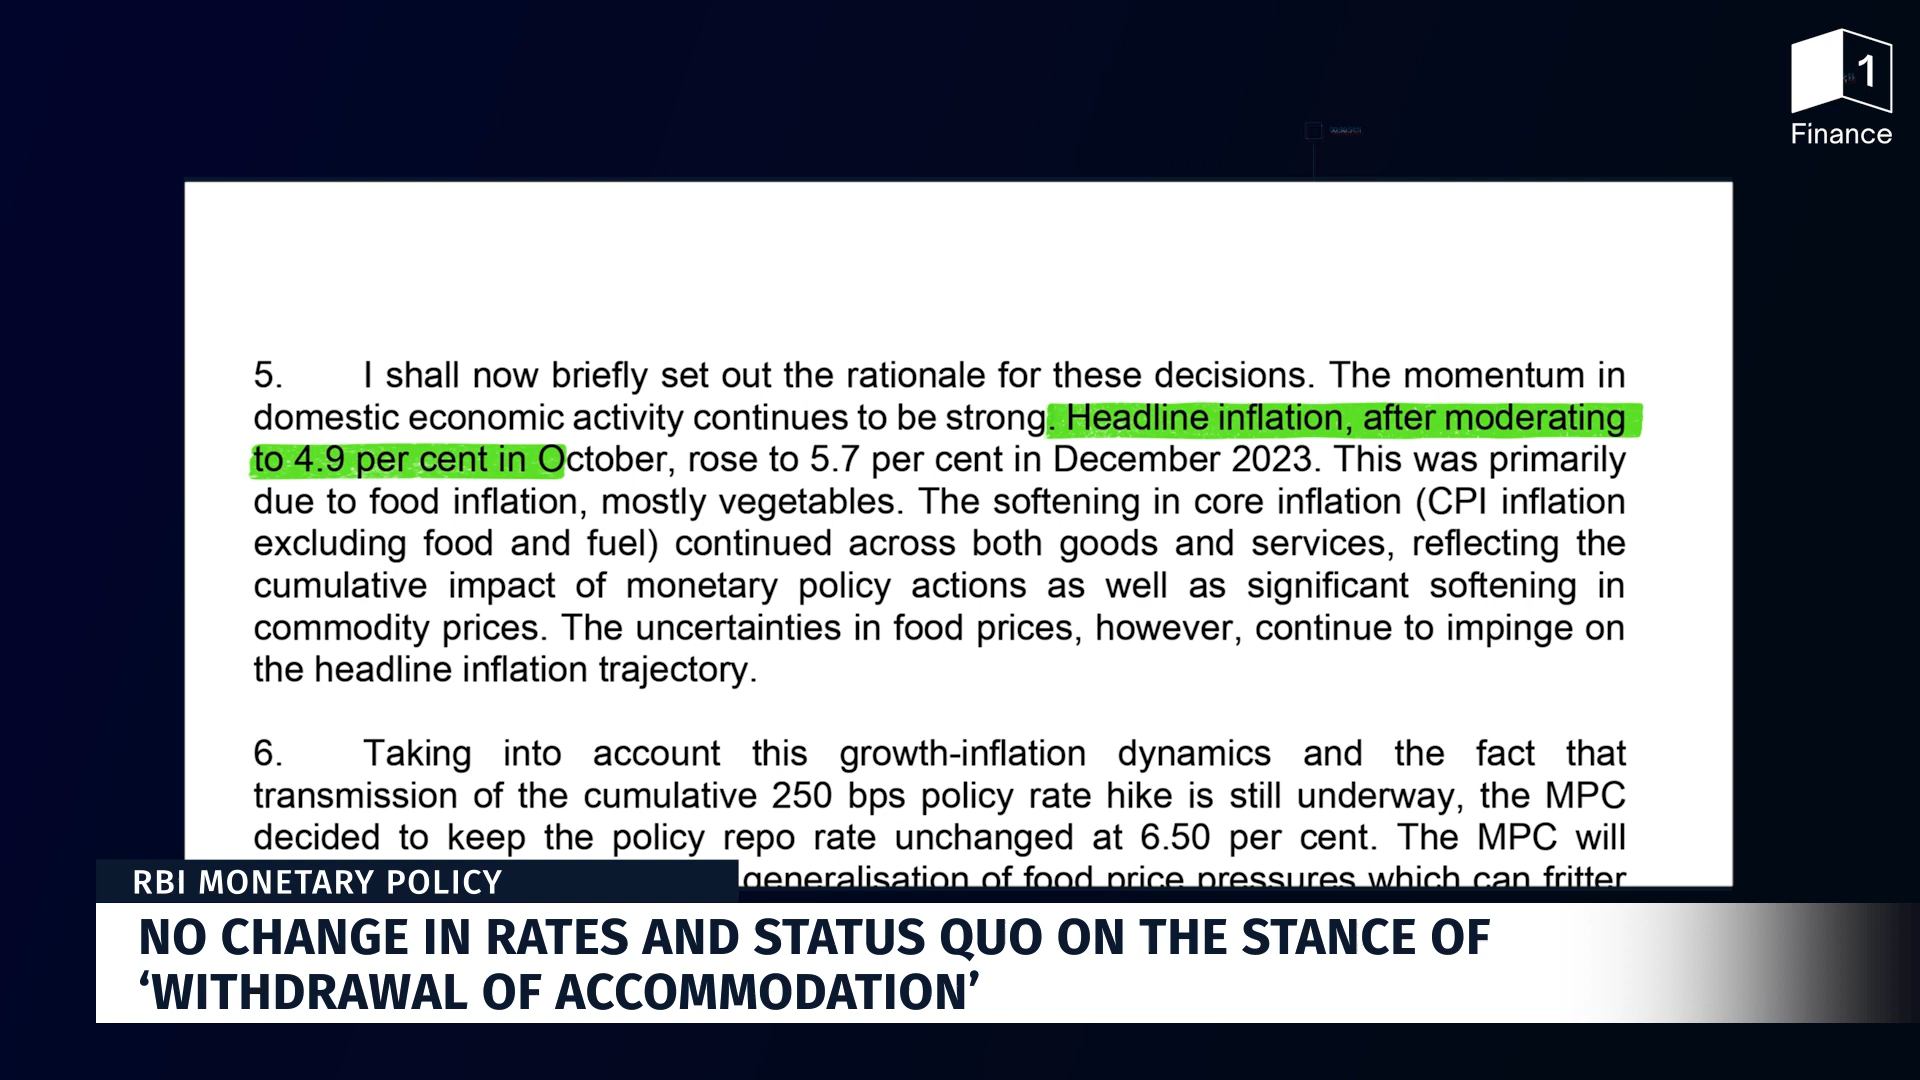 1
Finance
5. I shall now briefly set out the rationale for these decisions. The momentum in
domestic economic activity continues to be strong. Headline inflation, after moderating
to 4.9 per cent in October, rose to 5.7 per cent in December 2023. This was primarily
due to food inflation, mostly vegetables. The softening in core inflation (CPI inflation
excluding food and fuel) continued across both goods and services, reflecting the
cumulative impact of monetary policy actions as well as significant softening in
commodity prices. The uncertainties in food prices, however, continue to impinge on
the headline inflation trajectory.
6. Taking into account this growth-inflation dynamics and the fact that
transmission of the cumulative 250 bps policy rate hike is still underway, the MPC
decided to keep the policy repo rate unchanged at 6.50 per cent. The MPC will
generalisation of food price pressures which can fritter
RBI MONETARY POLICY
NO CHANGE IN RATES AND STATUS QUO ON THE STANCE OF
‘WITHDRAWAL OF ACCOMMODATION’